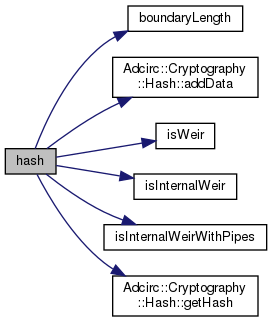 boundaryLength
Adcirc::Cryptography
::Hash::addData
isWeir
hash
isInternalWeir
isInternalWeirWithPipes
Adcirc::Cryptography
::Hash::getHash